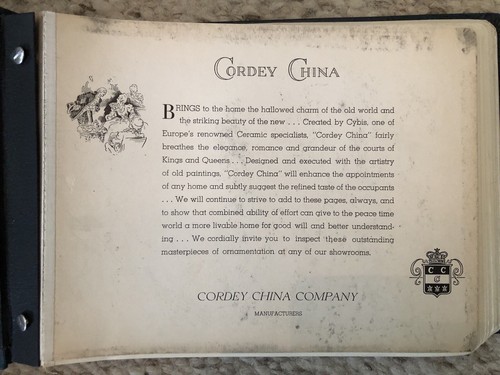 CORDEY CHINA
BRINGS to the home the hallowed charm of the old world and
the striking beauty of the new . . . Created by Cybis, one of
Europe's renowned Ceramic specialists, "Cordey China" fairly
breathes the elegance, romance and grandeur of the courts of
Kings and Queens . . . Designed and executed with the artistry
of old paintings, "Cordey China" will enhance the appointments
of any home and subtly suggest the refined taste of the occupants
. . . We will continue to strive to add to these pages, always, and
to show that combined ability of effort can give to the peace time
world a more livable home for good will and better understand-
ing . . . We cordially invite you to inspect these outstanding
masterpieces of ornamentation at any of our showrooms.
CORDEY CHINA COMPANY
MANUFACTURERS
C C
C